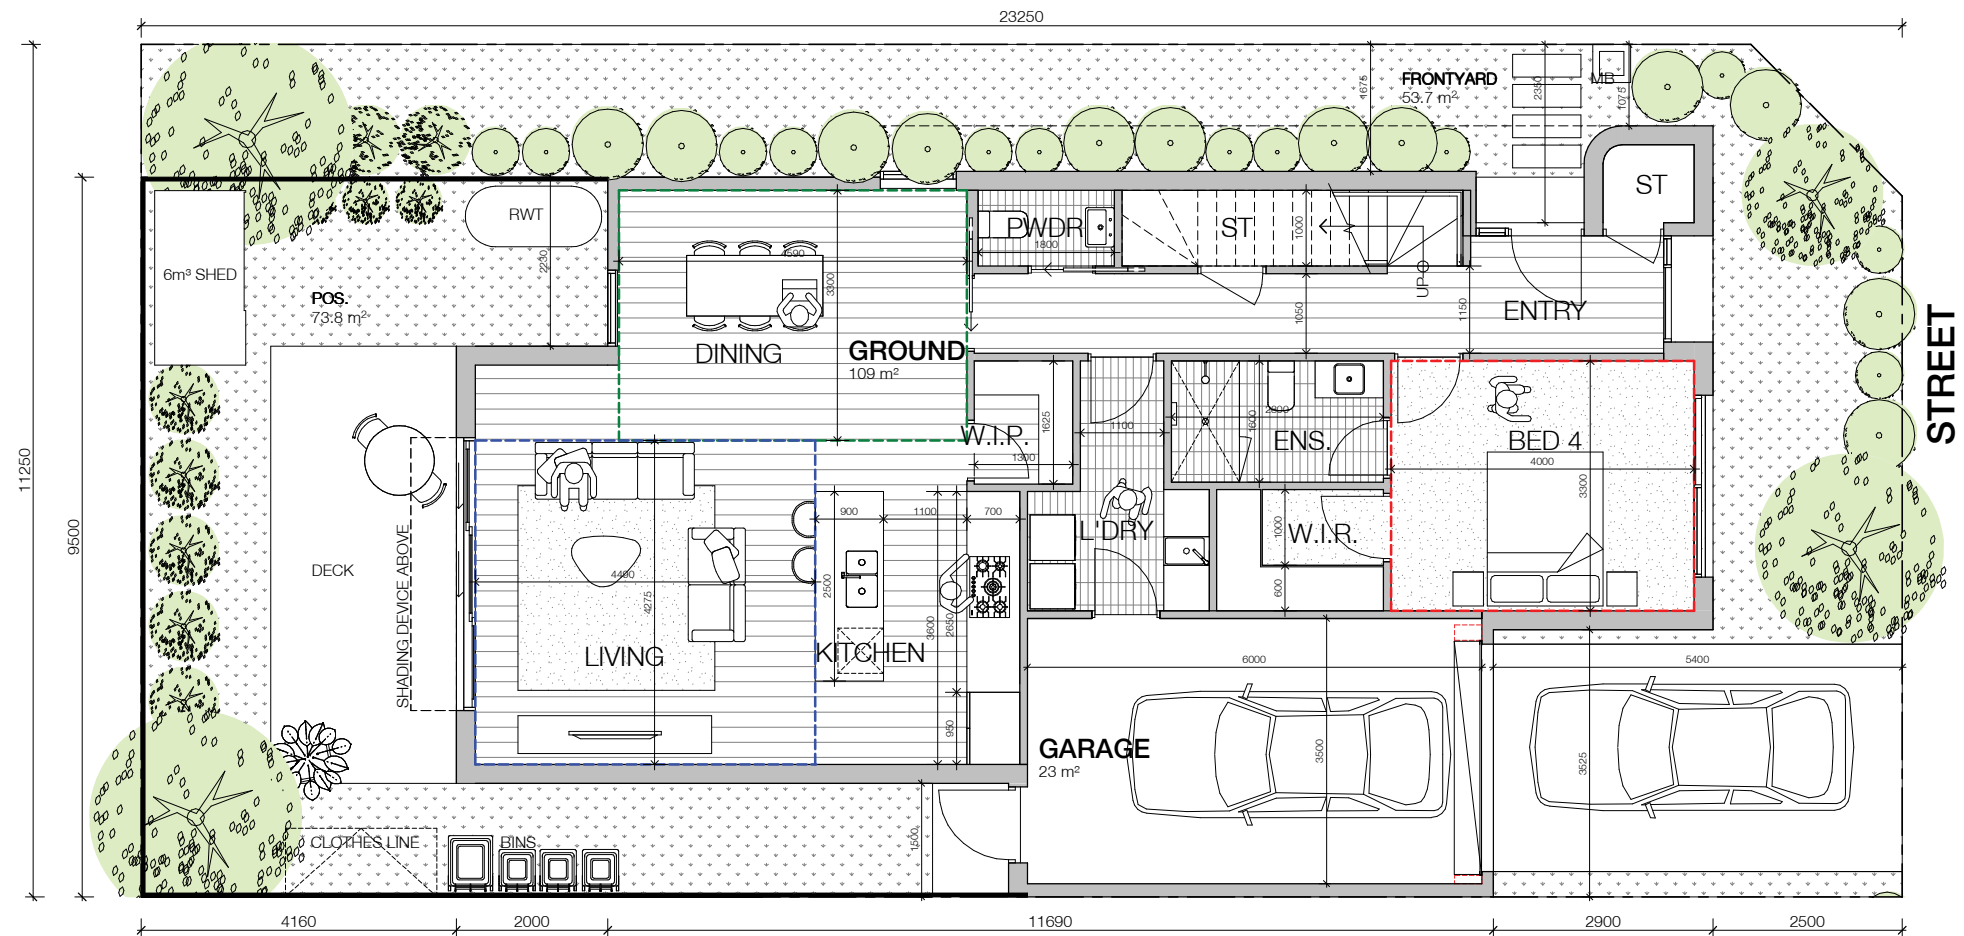 23250
FRONTYARD
53.7 m²
MB
1675
2350
1075
11250
9500
6m³ SHED
RWT
POS.
73.8 m²
2230
PWDR
1800
ST
1000
UP
ST
ENTRY
1150
1050
4590
3300
DINING
GROUND
109 m²
W.I.P.
1625
1300
1100
2800
1600
ENS.
BED 4
4000
3300
STREET
DECK
SHADING DEVICE ABOVE
4400
4275
LIVING
900
1100
700
2500
3600
2650
950
KITCHEN
L'DRY
W.I.R.
1000
600
6000
5400
GARAGE
23 m²
3500
3525
CLOTHES LINE
BINS
1500
4160
2000
11690
2900
2500